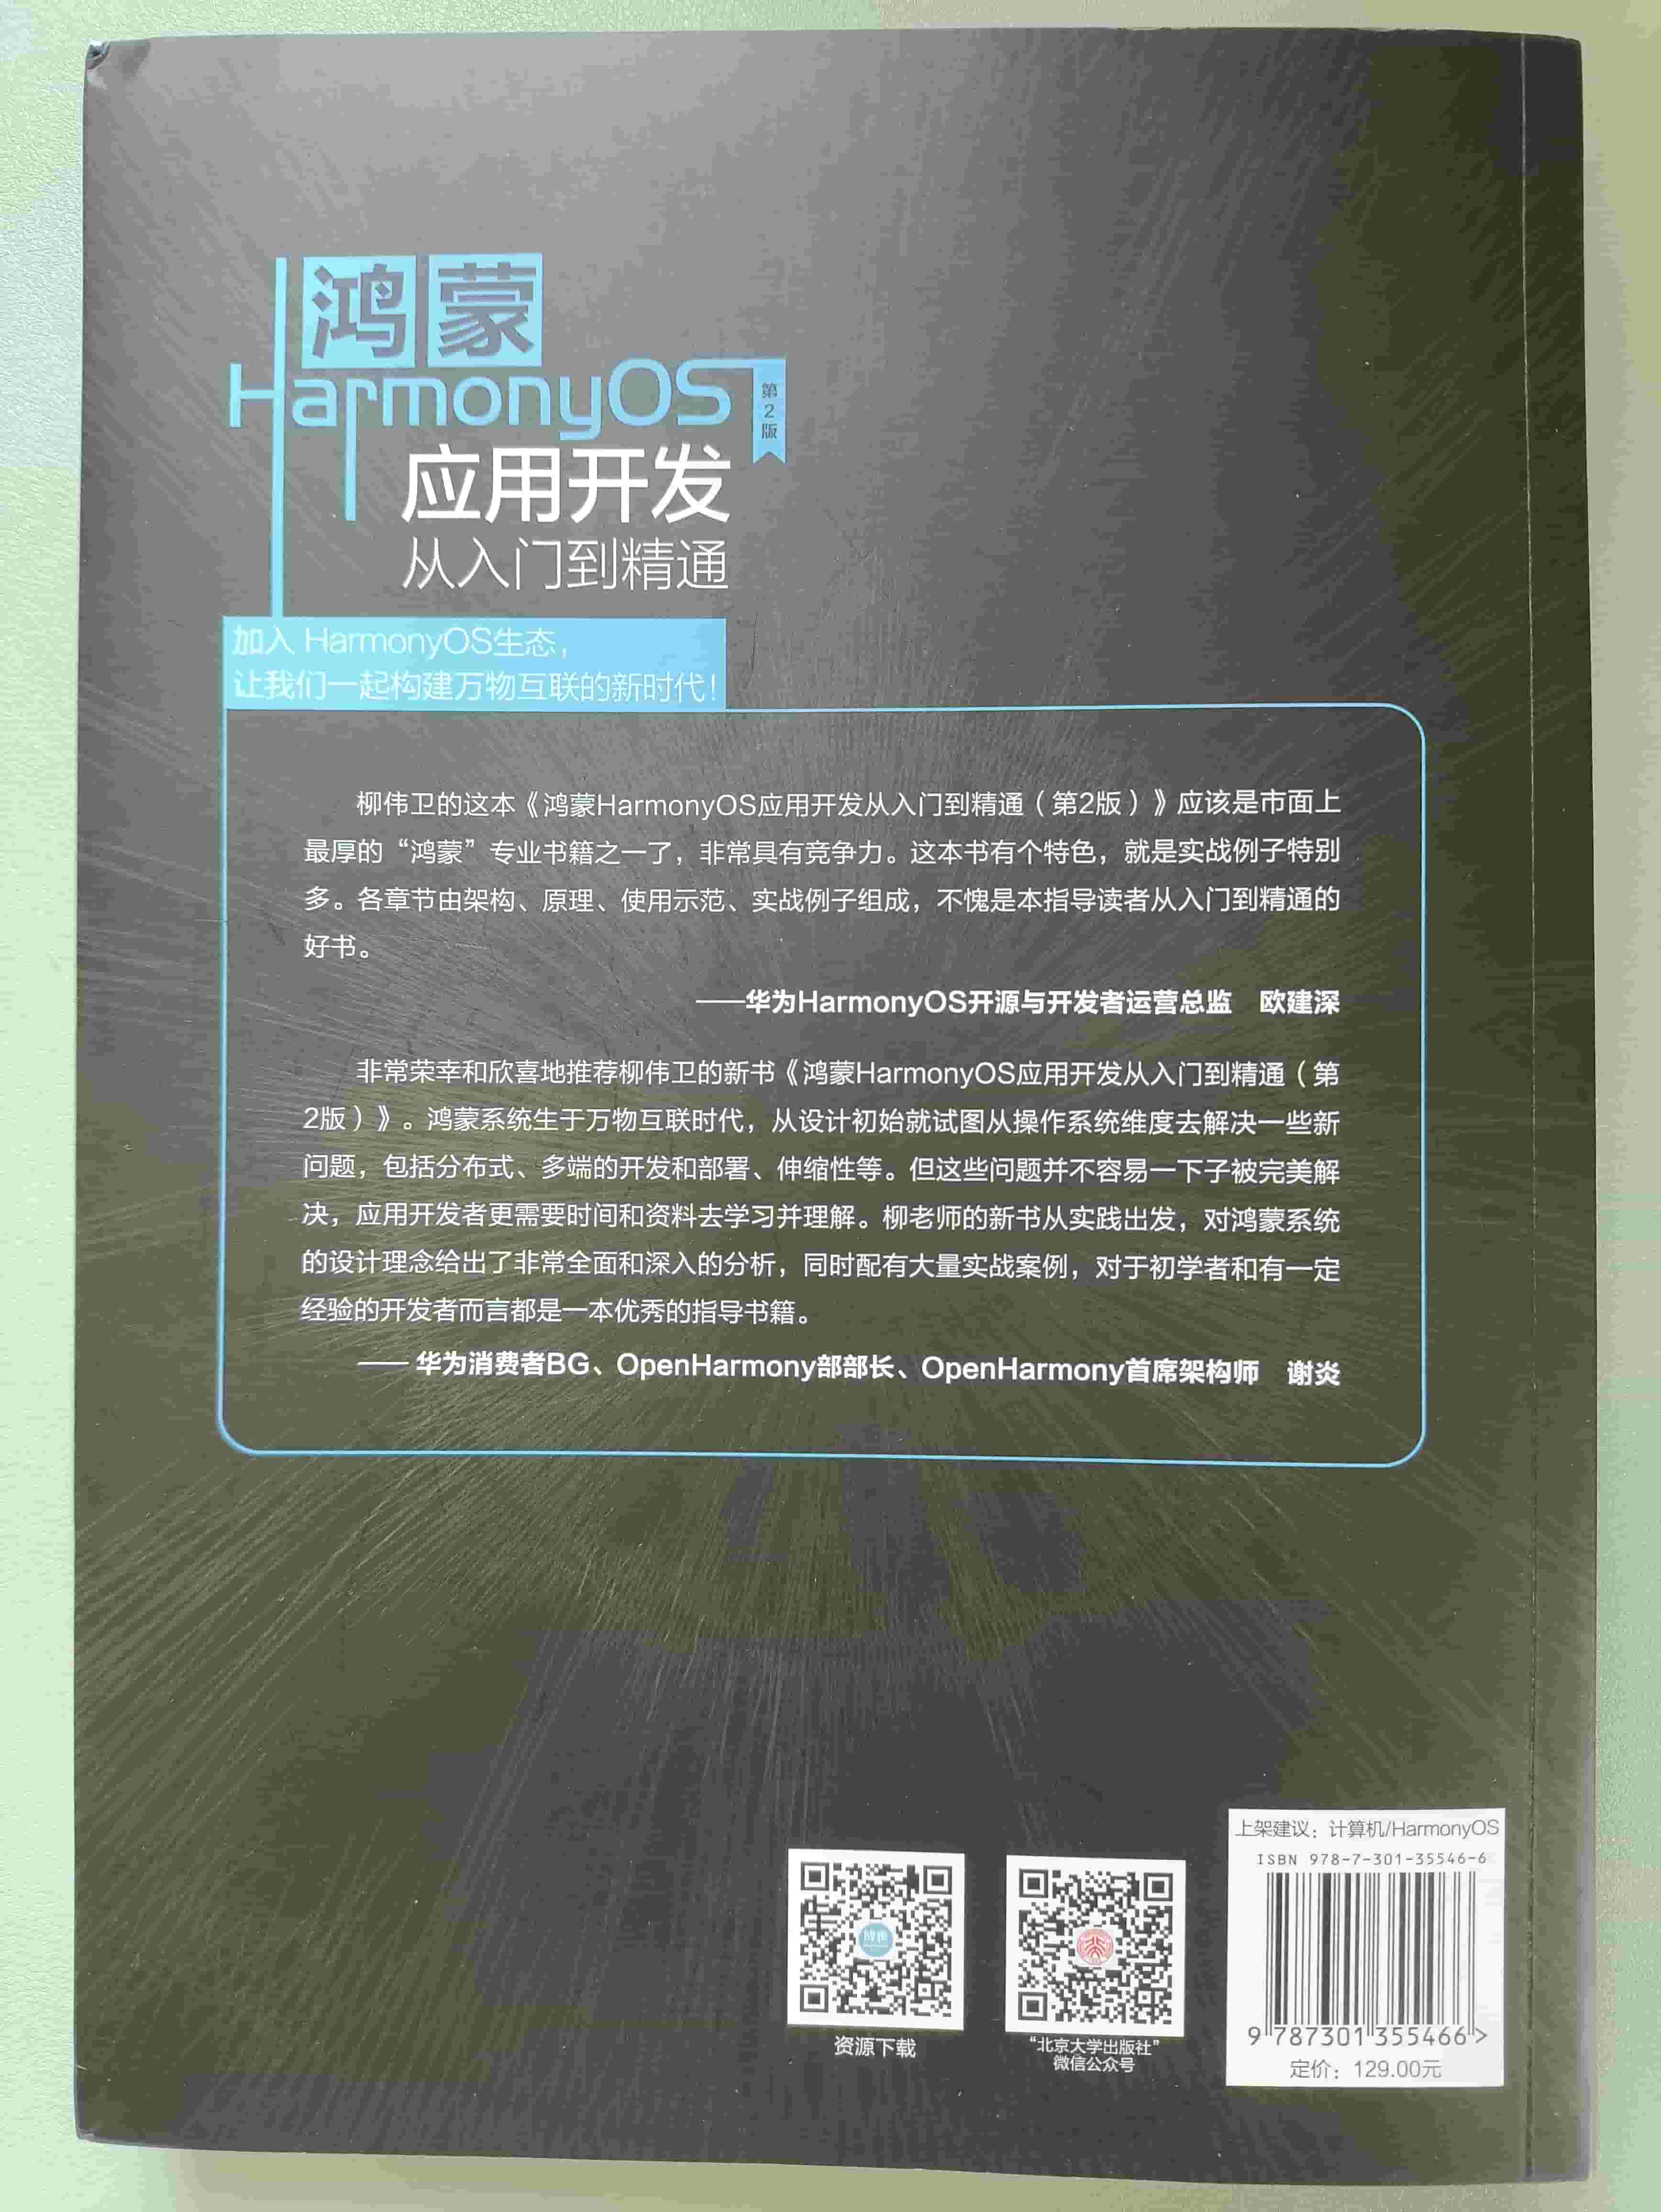 鸿蒙
HarmonyOS
第2版
应用开发
从入门到精通
加入 HarmonyOS生态，
让我们一起构建万物互联的新时代！
柳伟卫的这本《鸿蒙HarmonyOS应用开发从入门到精通（第2版）》应该是市面上
最厚的“鸿蒙”专业书籍之一了，非常具有竞争力。这本书有个特色，就是实战例子特别
多。各章节由架构、原理、使用示范、实战例子组成，不愧是本指导读者从入门到精通的
好书。
——华为HarmonyOS开源与开发者运营总监 欧建深
非常荣幸和欣喜地推荐柳伟卫的新书《鸿蒙HarmonyOS应用开发从入门到精通（第
2版）》。鸿蒙系统生于万物互联时代，从设计初始就试图从操作系统维度去解决一些新
问题，包括分布式、多端的开发和部署、伸缩性等。但这些问题并不容易一下子被完美解
决，应用开发者更需要时间和资料去学习并理解。柳老师的新书从实践出发，对鸿蒙系统
的设计理念给出了非常全面和深入的分析，同时配有大量实战案例，对于初学者和有一定
经验的开发者而言都是一本优秀的指导书籍。
—— 华为消费者BG、OpenHarmony部部长、OpenHarmony首席架构师 谢炎
资源下载
“北京大学出版社”
微信公众号
上架建议：计算机/HarmonyOS
ISBN 978-7-301-35546-6
9 787301 355466 >
定价：129.00元